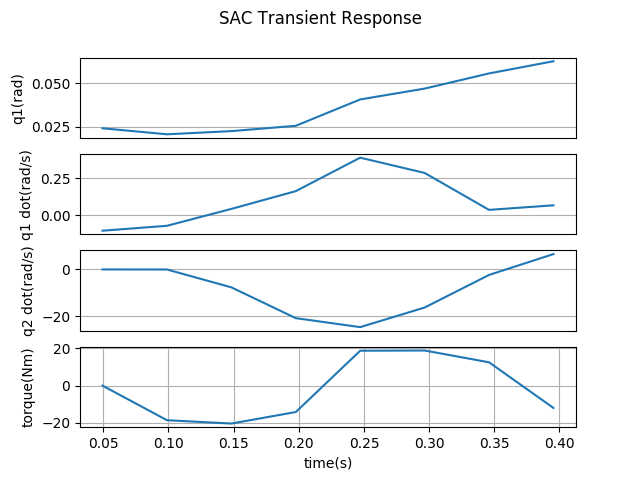 SAC Transient Response
q1(rad)
0.050
0.025
q1 dot(rad/s)
0.25
0.00
q2 dot(rad/s)
0
−20
torque(Nm)
20
0
−20
0.05 0.10 0.15 0.20 0.25 0.30 0.35 0.40
time(s)